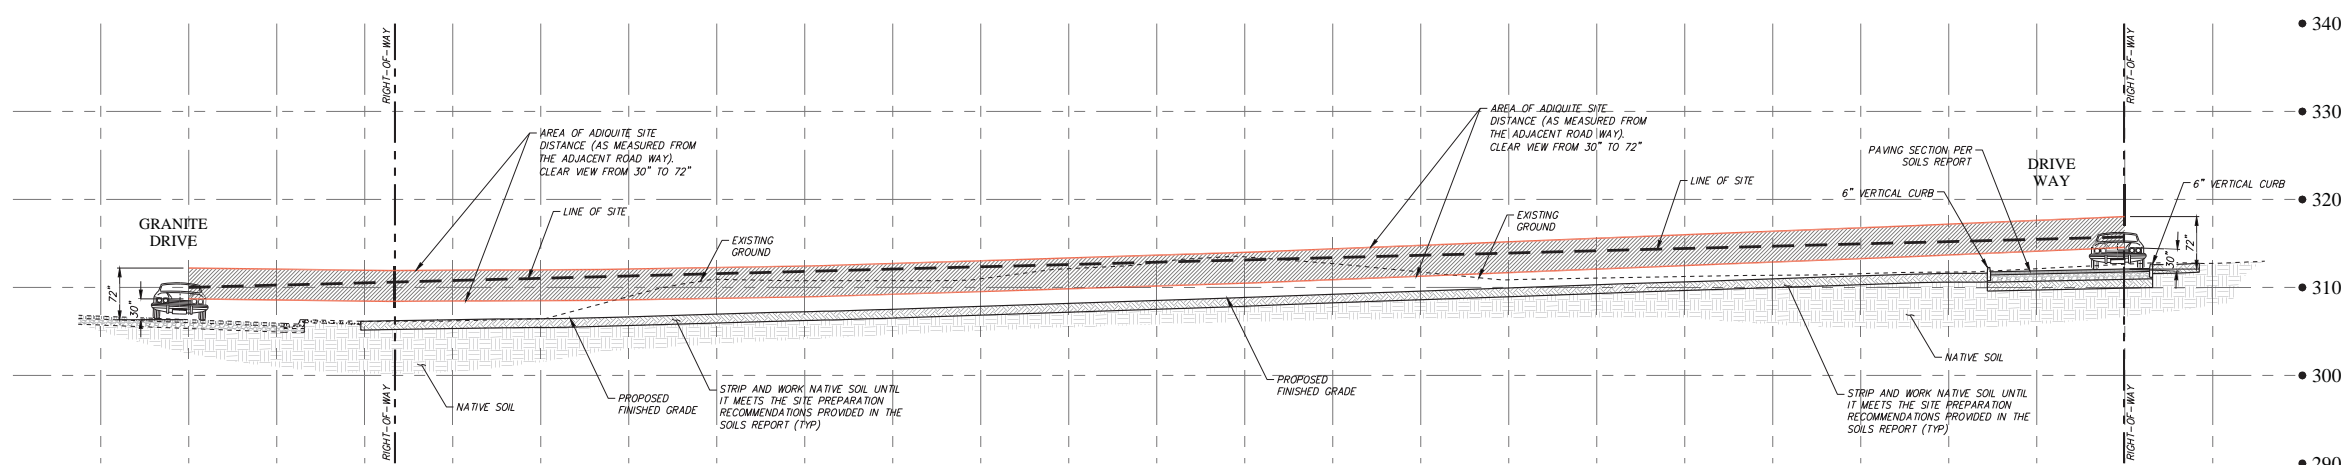 340
330
320
310
300
290
RIGHT-OF-WAY
RIGHT-OF-WAY
GRANITE
DRIVE
72"
30"
AREA OF ADIQUITE SITE
DISTANCE (AS MEASURED FROM
THE ADJACENT ROAD WAY).
CLEAR VIEW FROM 30" TO 72"
LINE OF SITE
EXISTING
GROUND
NATIVE SOIL
PROPOSED
FINISHED GRADE
STRIP AND WORK NATIVE SOIL UNTIL
IT MEETS THE SITE PREPARATION
RECOMMENDATIONS PROVIDED IN THE
SOILS REPORT (TYP)
AREA OF ADIQUITE SITE
DISTANCE (AS MEASURED FROM
THE ADJACENT ROAD WAY).
CLEAR VIEW FROM 30" TO 72"
EXISTING
GROUND
LINE OF SITE
PROPOSED
FINISHED GRADE
PAVING SECTION PER
SOILS REPORT
6" VERTICAL CURB
DRIVE
WAY
6" VERTICAL CURB
72"
30"
NATIVE SOIL
STRIP AND WORK NATIVE SOIL UNTIL
IT MEETS THE SITE PREPARATION
RECOMMENDATIONS PROVIDED IN THE
SOILS REPORT (TYP)
RIGHT-OF-WAY
RIGHT-OF-WAY